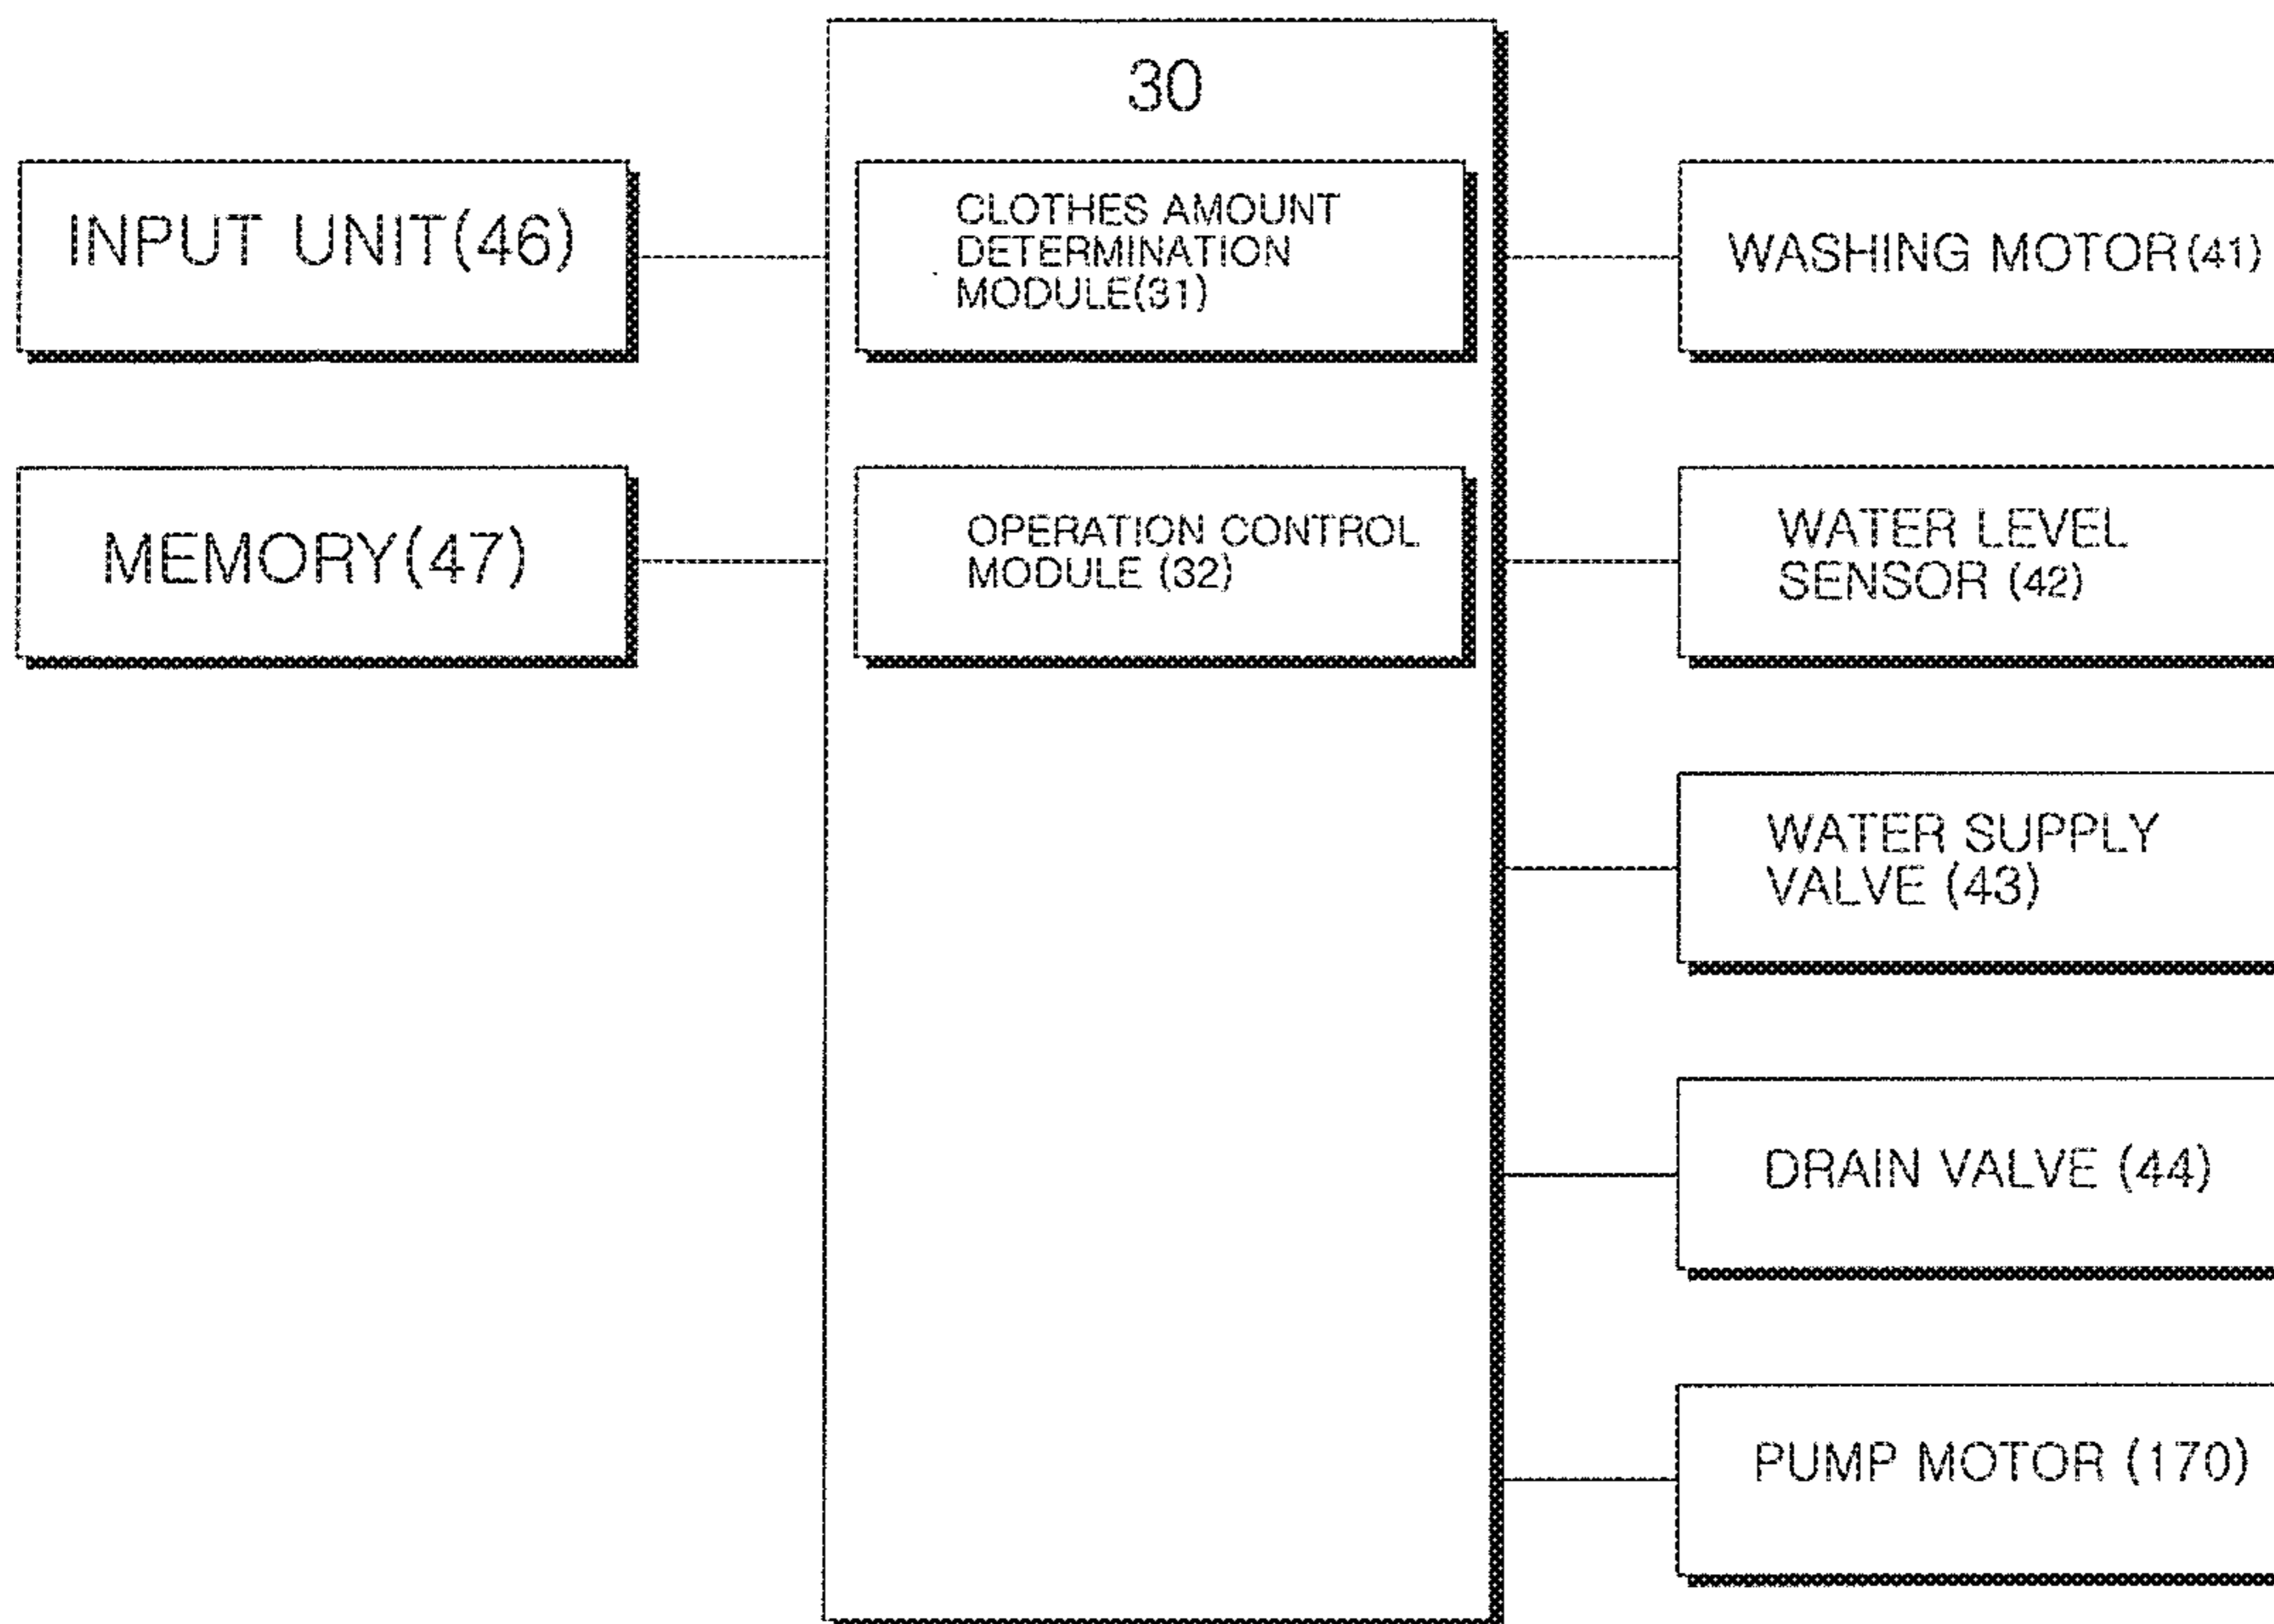 30
INPUT UNIT(46)
CLOTHES AMOUNT
DETERMINATION
MODULE(31)
WASHING MOTOR(41)
MEMORY(47)
OPERATION CONTROL
MODULE (32)
WATER LEVEL
SENSOR (42)
WATER SUPPLY
VALVE (43)
DRAIN VALVE (44)
PUMP MOTOR (170)